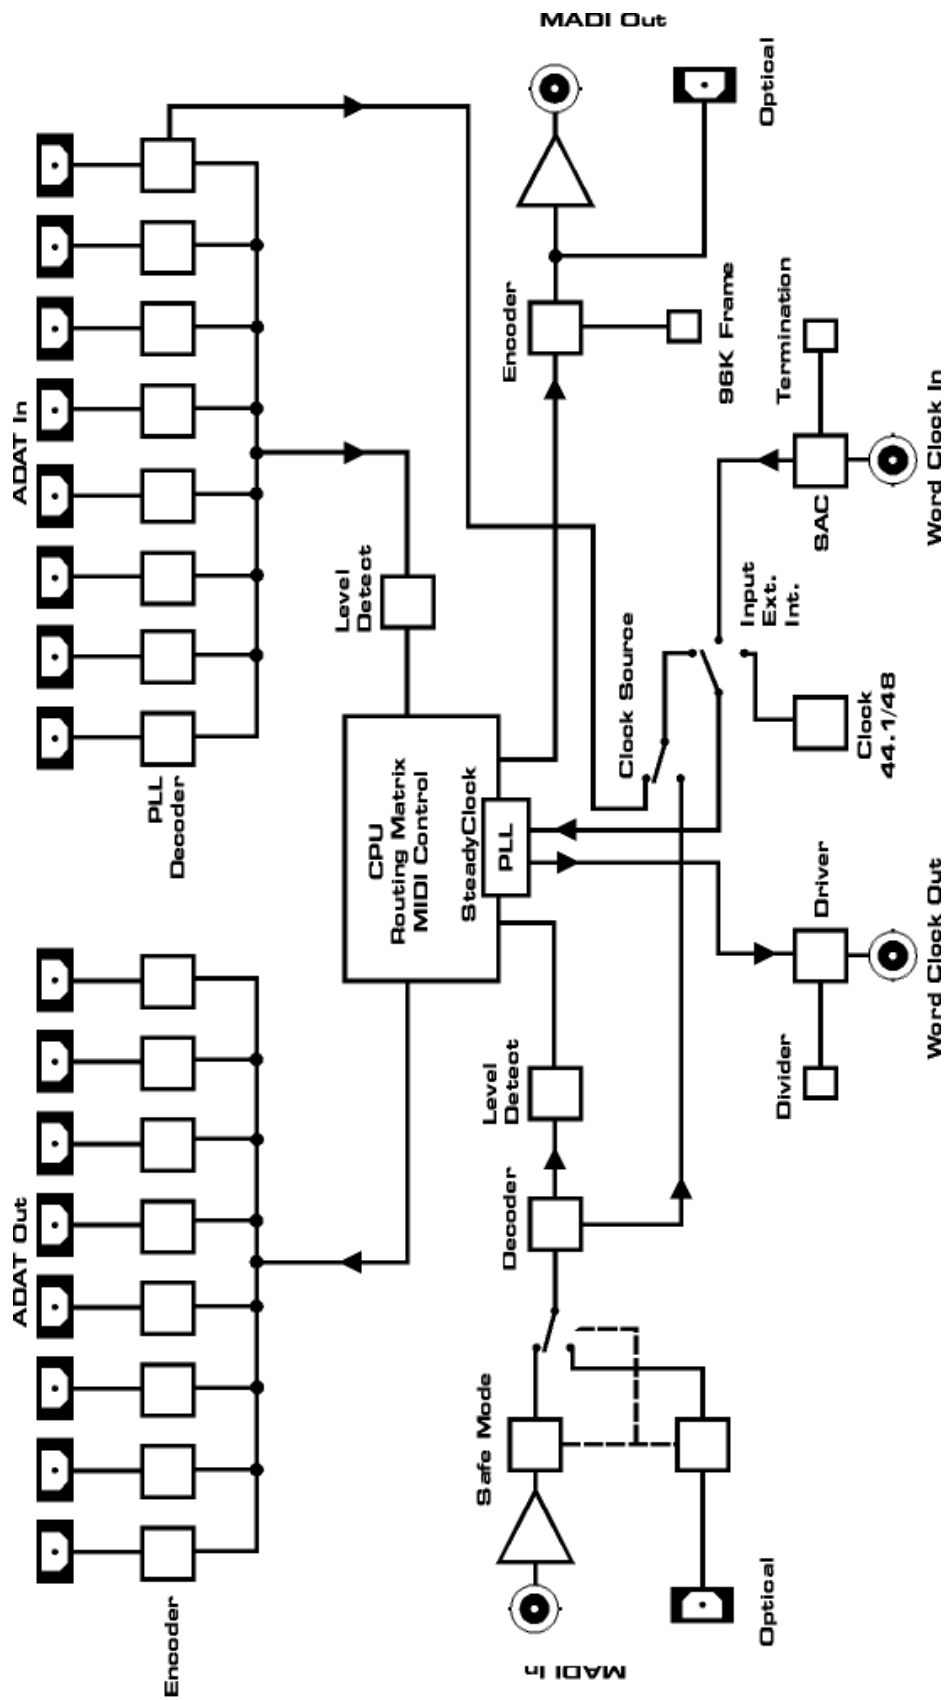 MADI Out
Optical
ADAT In
Encoder
96K Frame
Termination
Word Clock In
SAC
Level
Detect
Input
Ext.
Int.
Clock Source
Clock
44.1/48
PLL
Decoder
CPU
Routing Matrix
MIDI Control
SteadyClock
PLL
Driver
Word Clock Out
Divider
Level
Detect
Decoder
ADAT Out
Safe Mode
Encoder
Optical
MADI In